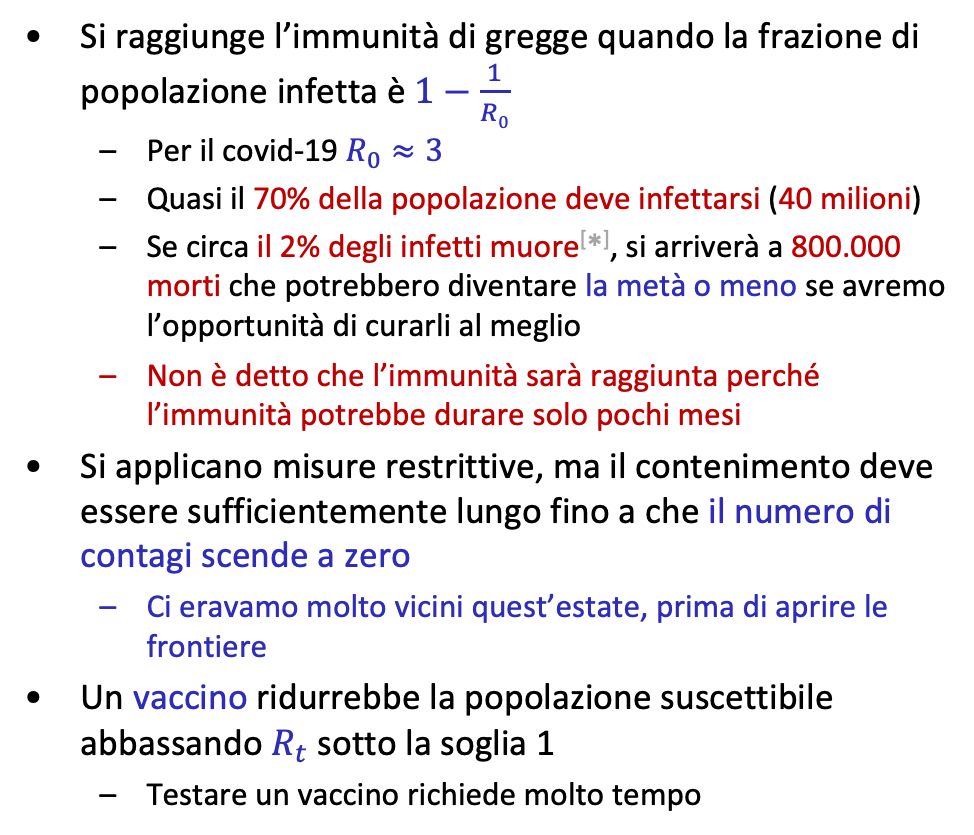 • Si raggiunge l’immunità di gregge quando la frazione di
popolazione infetta è 1 − 1/R₀
– Per il covid-19 R₀ ≈ 3
– Quasi il 70% della popolazione deve infettarsi (40 milioni)
– Se circa il 2% degli infetti muore[*], si arriverà a 800.000
morti che potrebbero diventare la metà o meno se avremo
l’opportunità di curarli al meglio
– Non è detto che l’immunità sarà raggiunta perché
l’immunità potrebbe durare solo pochi mesi
• Si applicano misure restrittive, ma il contenimento deve
essere sufficientemente lungo fino a che il numero di
contagi scende a zero
– Ci eravamo molto vicini quest’estate, prima di aprire le
frontiere
• Un vaccino ridurrebbe la popolazione suscettibile
abbassando Rₜ sotto la soglia 1
– Testare un vaccino richiede molto tempo